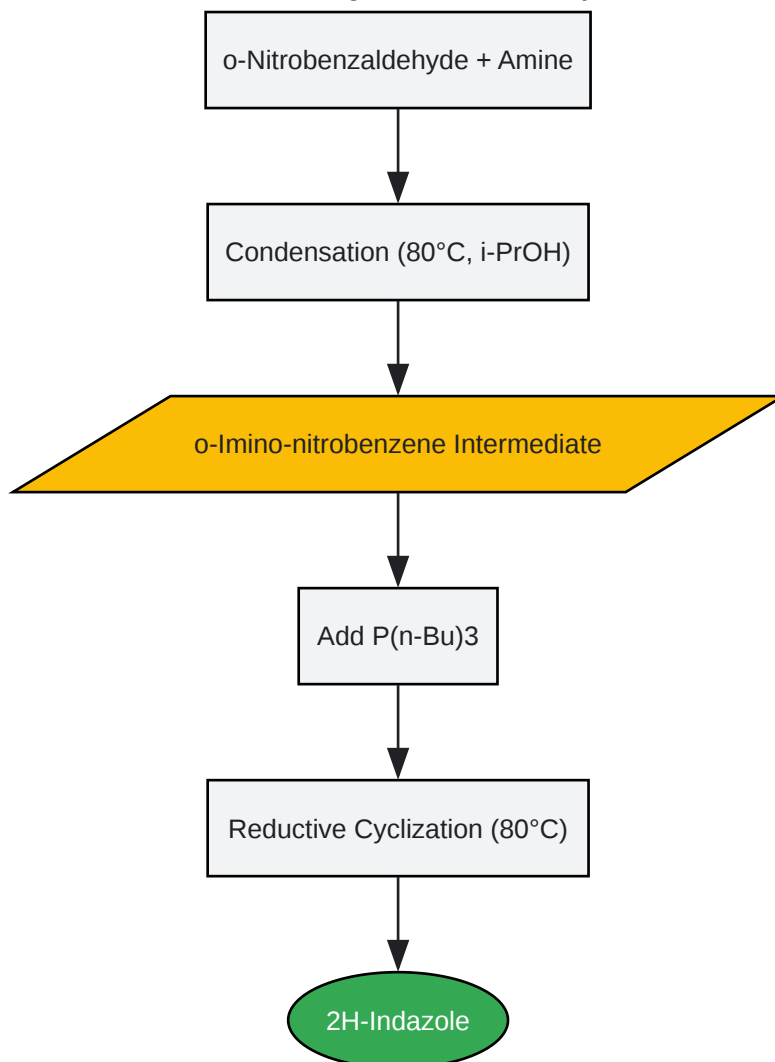 o-Nitrobenzaldehyde + Amine
Condensation (80°C, i-PrOH)
o-Imino-nitrobenzene Intermediate
Add P(n-Bu)3
Reductive Cyclization (80°C)
2H-Indazole